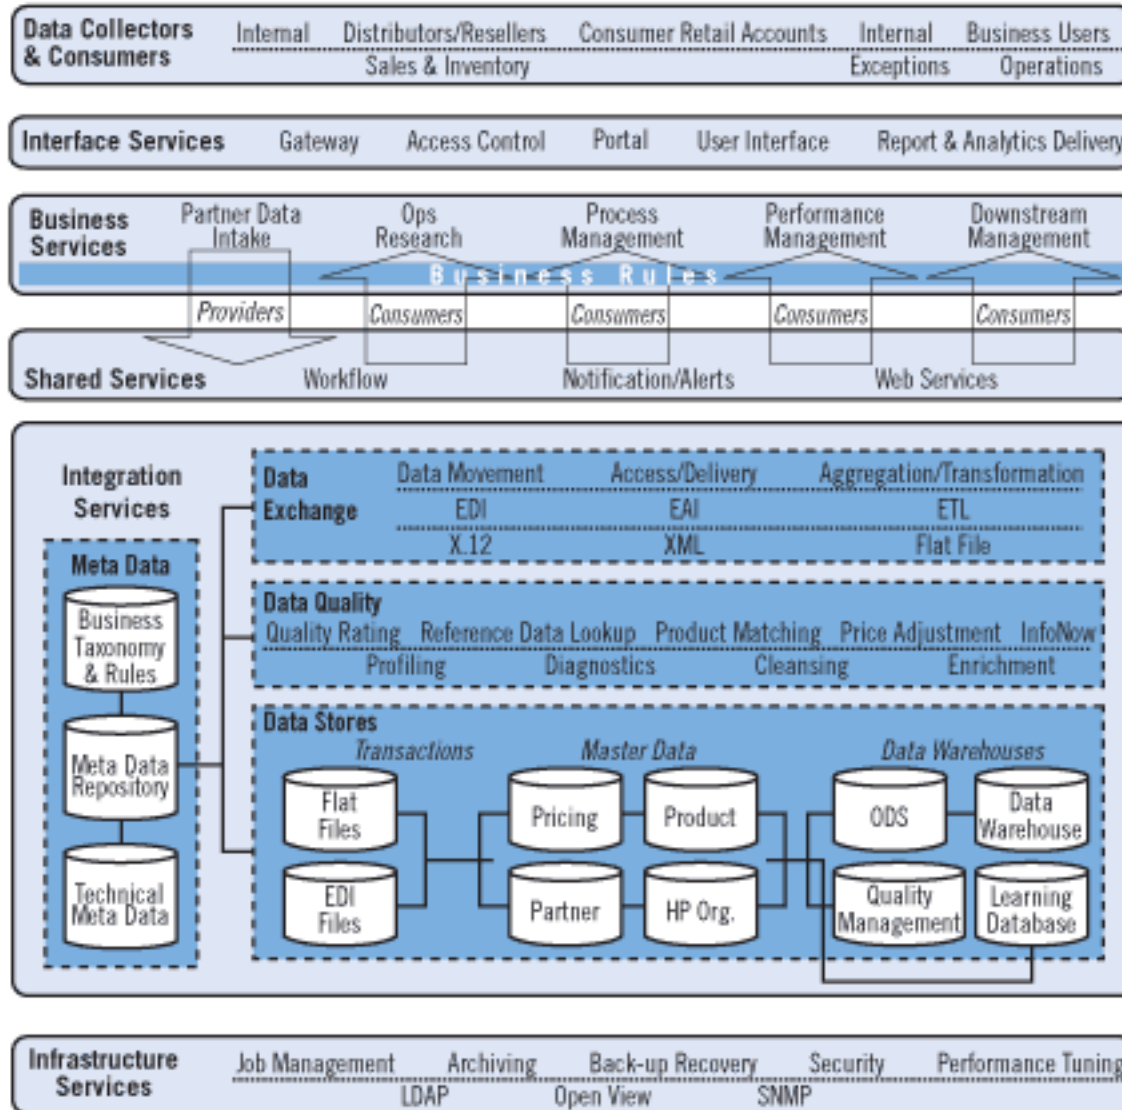 Data Collectors
& Consumers
Internal Distributors/Resellers Consumer Retail Accounts Internal Business Users
Sales & Inventory Exceptions Operations
Interface Services Gateway Access Control Portal User Interface Report & Analytics Delivery
Business
Services
Partner Data
Intake
Ops
Research
Process
Management
Performance
Management
Downstream
Management
Business Rules
Providers Consumers Consumers Consumers Consumers
Shared Services Workflow Notification/Alerts Web Services
Integration
Services
Meta Data
Business
Taxonomy
& Rules
Meta Data
Repository
Technical
Meta Data
Data
Exchange
Data Movement Access/Delivery Aggregation/Transformation
EDI EAI ETL
X.12 XML Flat File
Data Quality
Quality Rating Reference Data Lookup Product Matching Price Adjustment InfoNow
Profiling Diagnostics Cleansing Enrichment
Data Stores
Transactions Master Data Data Warehouses
Flat
Files
Pricing
Product
ODS
Data
Warehouse
EDI
Files
Partner
HP Org.
Quality
Management
Learning
Database
Infrastructure
Services
Job Management Archiving Back-up Recovery Security Performance Tuning
LDAP Open View SNMP